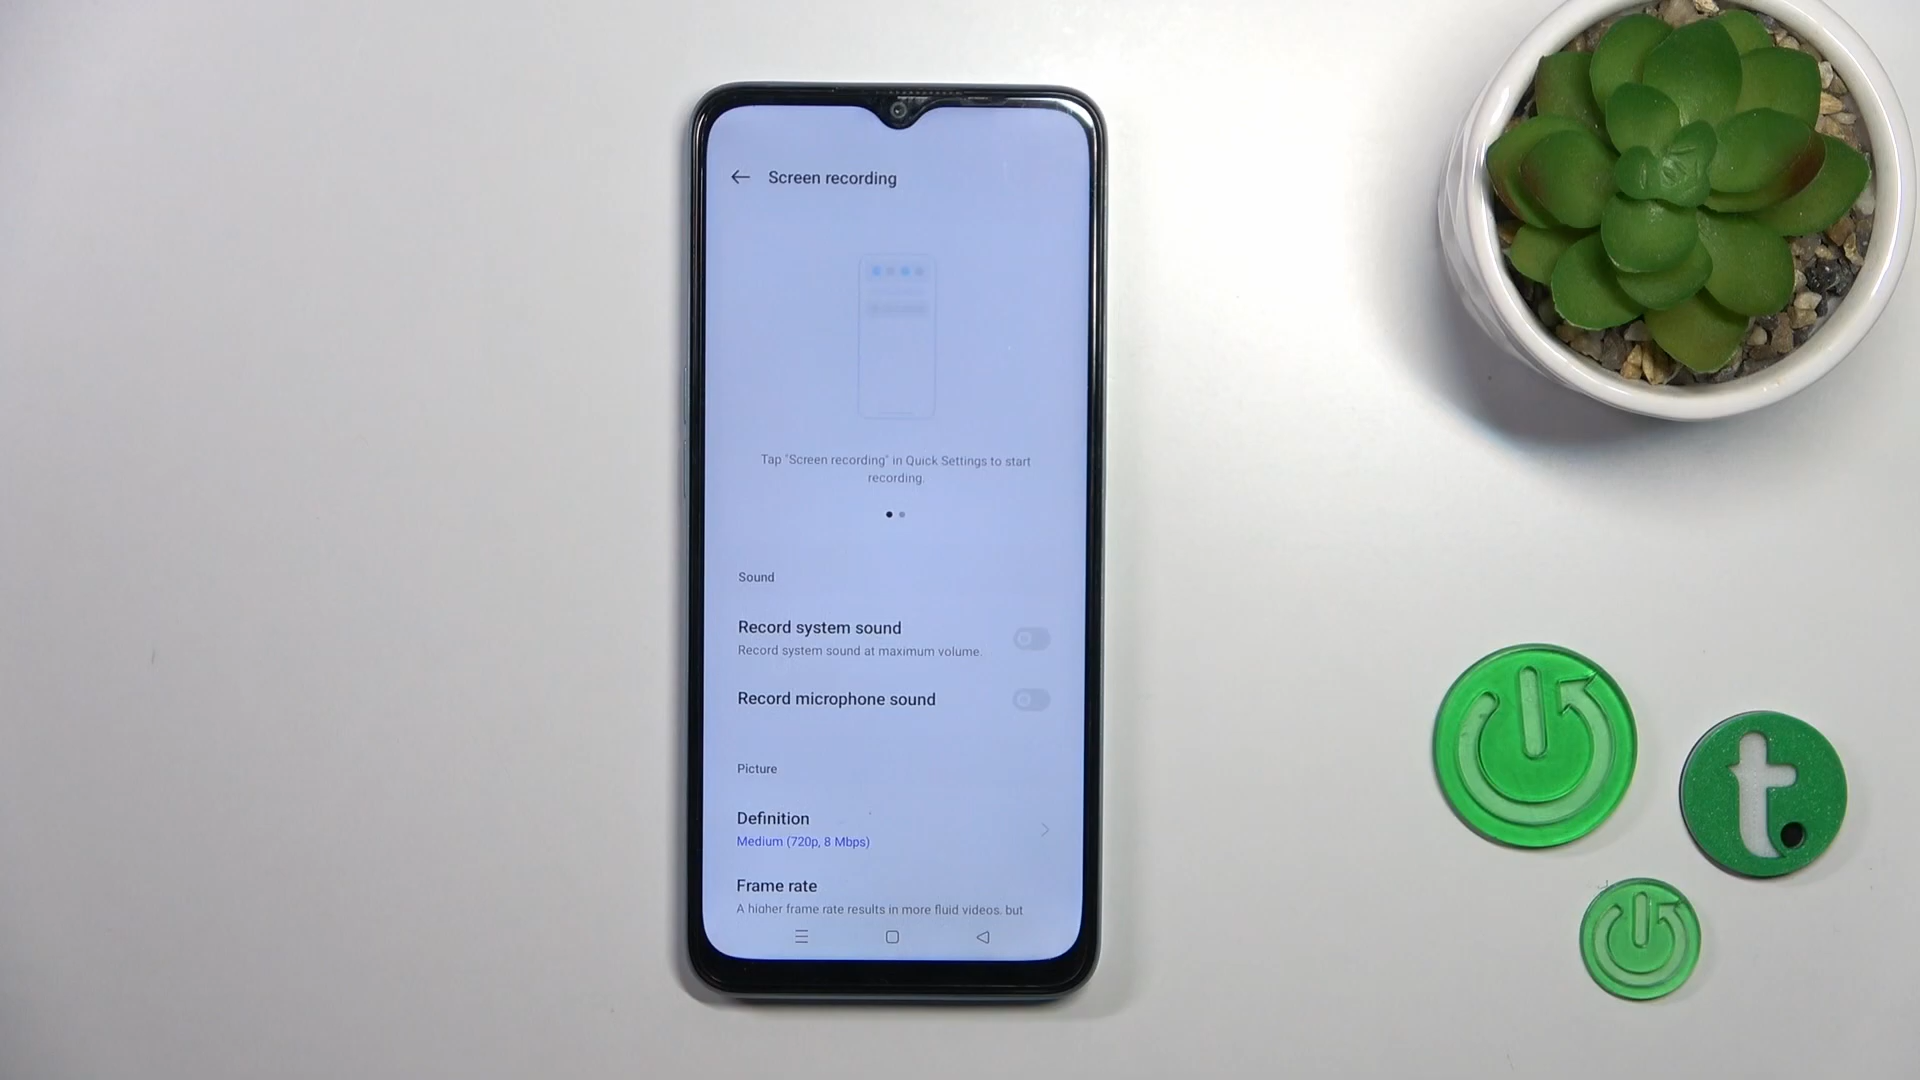 Screen recording
Tap "Screen recording" in Quick Settings to start
recording.
Sound
Record system sound
Record system sound at maximum volume.
Record microphone sound
Picture
Definition
Medium (720p, 8 Mbps)
Frame rate
A higher frame rate results in more fluid videos, but
t